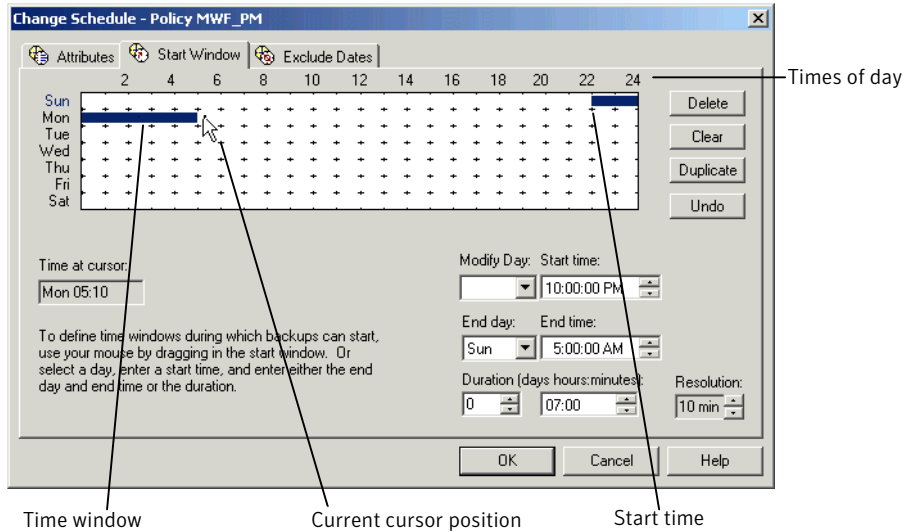 Change Schedule - Policy MWF_PM
Attributes
Start Window
Exclude Dates
2 4 6 8 10 12 14 16 18 20 22 24
Times of day
Sun
Mon
Tue
Wed
Thu
Fri
Sat
Delete
Clear
Duplicate
Undo
Time at cursor:
Mon 05:10
To define time windows during which backups can start,
use your mouse by dragging in the start window. Or
select a day, enter a start time, and enter either the end
day and end time or the duration.
Modify Day: Start time:
10:00:00 PM
End day: End time:
Sun 5:00:00 AM
Duration (days hours:minutes): Resolution:
0 07:00 10 min
OK Cancel Help
Time window Current cursor position Start time